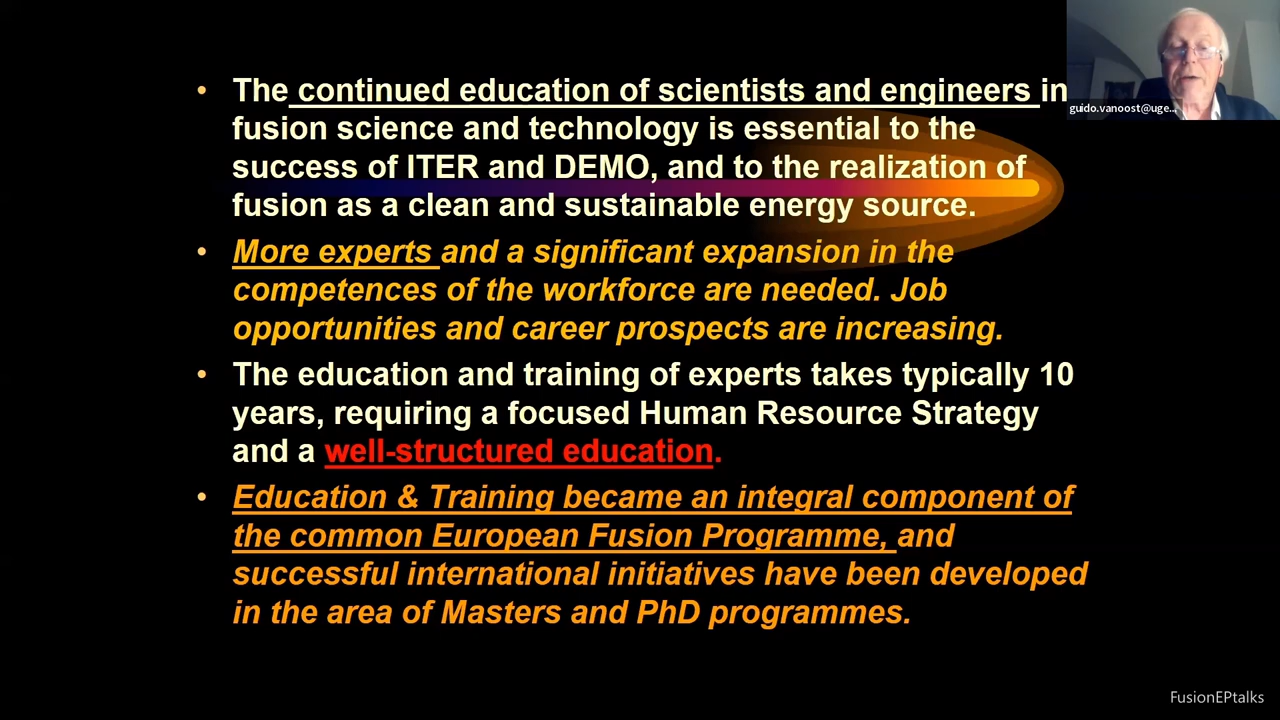 • The continued education of scientists and engineers in
fusion science and technology is essential to the
success of ITER and DEMO, and to the realization of
fusion as a clean and sustainable energy source.
• More experts and a significant expansion in the
competences of the workforce are needed. Job
opportunities and career prospects are increasing.
• The education and training of experts takes typically 10
years, requiring a focused Human Resource Strategy
and a well-structured education.
• Education & Training became an integral component of
the common European Fusion Programme, and
successful international initiatives have been developed
in the area of Masters and PhD programmes.
guido.vanoost@uge...
FusionEPtalks